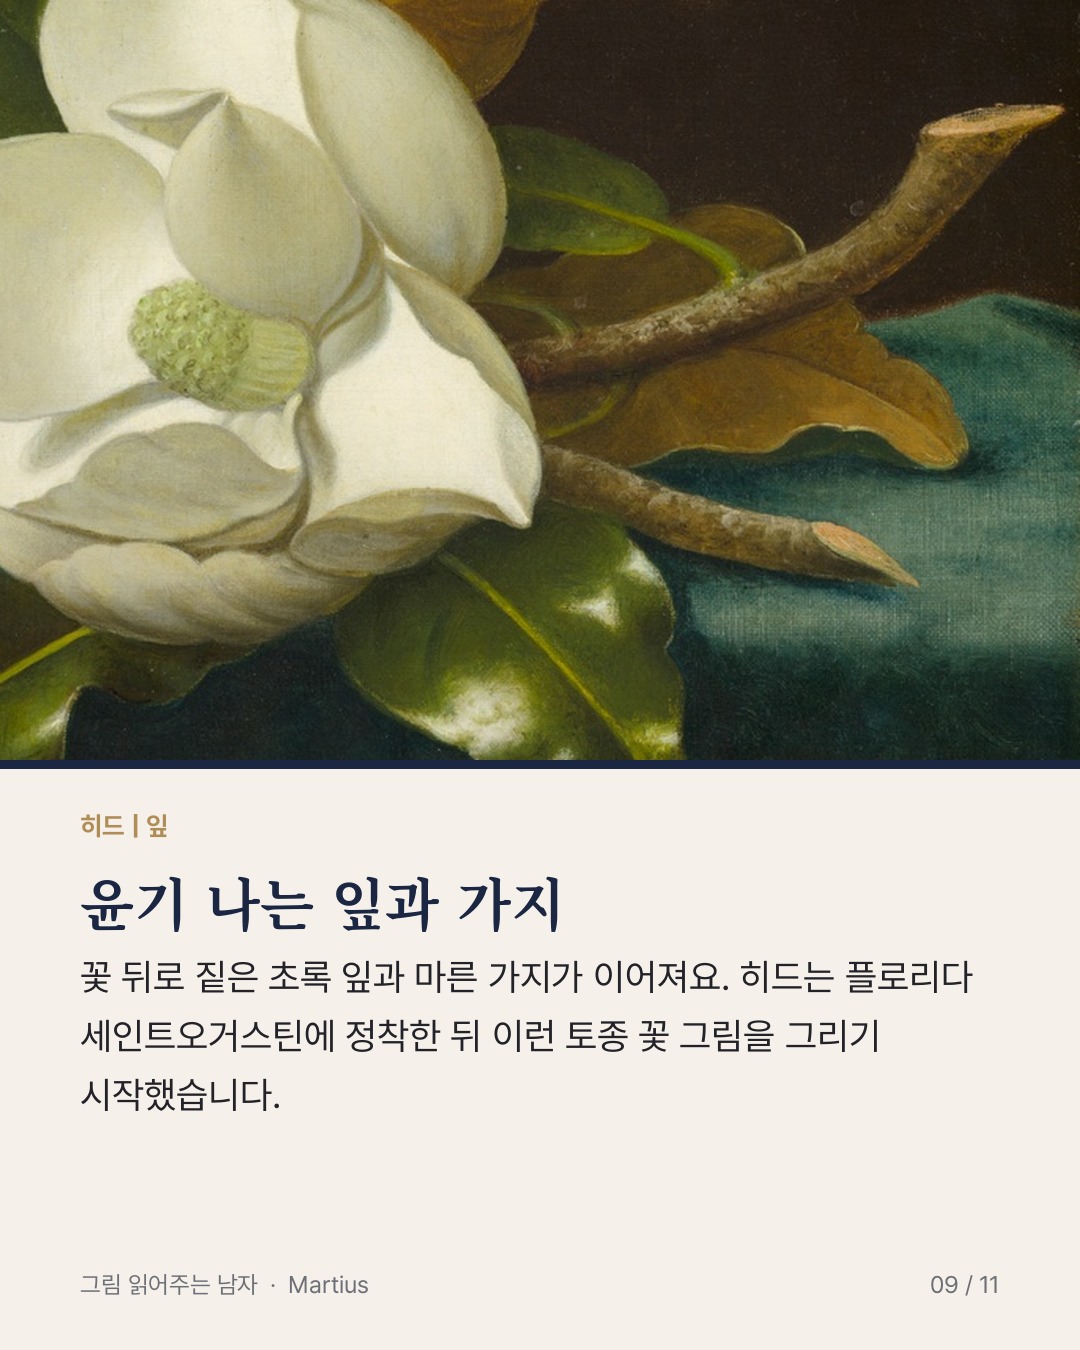 히드 | 잎
윤기 나는 잎과 가지
꽃 뒤로 짙은 초록 잎과 마른 가지가 이어져요. 히드는 플로리다
세인트오거스틴에 정착한 뒤 이런 토종 꽃 그림을 그리기
시작했습니다.
그림 읽어주는 남자 · Martius
09 / 11